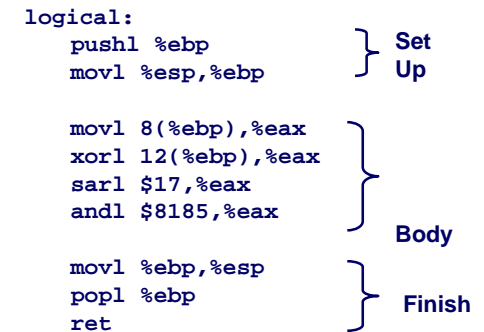 logical:
pushl %ebp
movl %esp,%ebp
Set
Up
movl 8(%ebp),%eax
xorl 12(%ebp),%eax
sarl $17,%eax
andl $8185,%eax
Body
movl %ebp,%esp
popl %ebp
ret
Finish